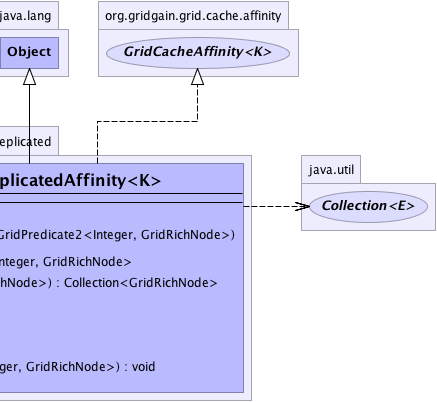 java.lang
org.gridgain.grid.cache.affinity
Object
GridCacheAffinity<K>
eplicated
java.util
plicatedAffinity<K>
Collection<E>
GridPredicate2<Integer, GridRichNode>)
nteger, GridRichNode>
hNode>) : Collection<GridRichNode>
ger, GridRichNode>) : void